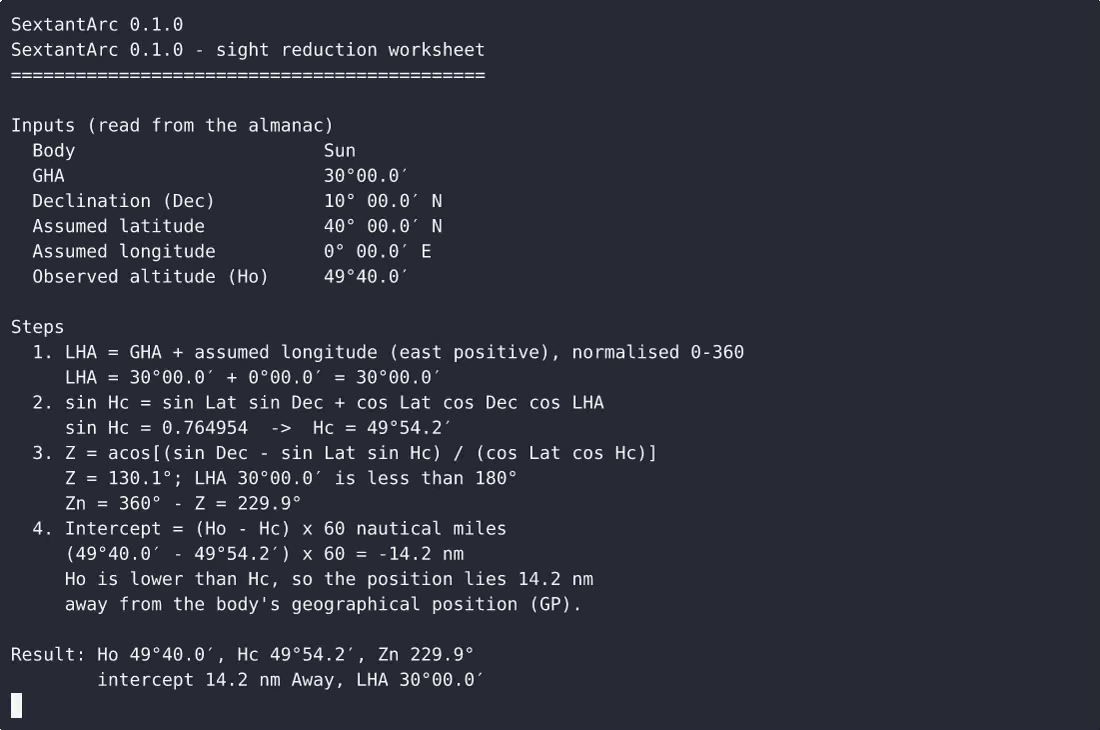 SextantArc 0.1.0
SextantArc 0.1.0 - sight reduction worksheet
============================================
Inputs (read from the almanac)
  Body                       Sun
  GHA                        30°00.0′
  Declination (Dec)          10° 00.0′ N
  Assumed latitude           40° 00.0′ N
  Assumed longitude          0° 00.0′ E
  Observed altitude (Ho)     49°40.0′
Steps
  1. LHA = GHA + assumed longitude (east positive), normalised 0-360
     LHA = 30°00.0′ + 0°00.0′ = 30°00.0′
  2. sin Hc = sin Lat sin Dec + cos Lat cos Dec cos LHA
     sin Hc = 0.764954  ->  Hc = 49°54.2′
  3. Z = acos[(sin Dec - sin Lat sin Hc) / (cos Lat cos Hc)]
     Z = 130.1°; LHA 30°00.0′ is less than 180°
     Zn = 360° - Z = 229.9°
  4. Intercept = (Ho - Hc) x 60 nautical miles
     (49°40.0′ - 49°54.2′) x 60 = -14.2 nm
     Ho is lower than Hc, so the position lies 14.2 nm
     away from the body's geographical position (GP).
Result: Ho 49°40.0′, Hc 49°54.2′, Zn 229.9°
        intercept 14.2 nm Away, LHA 30°00.0′